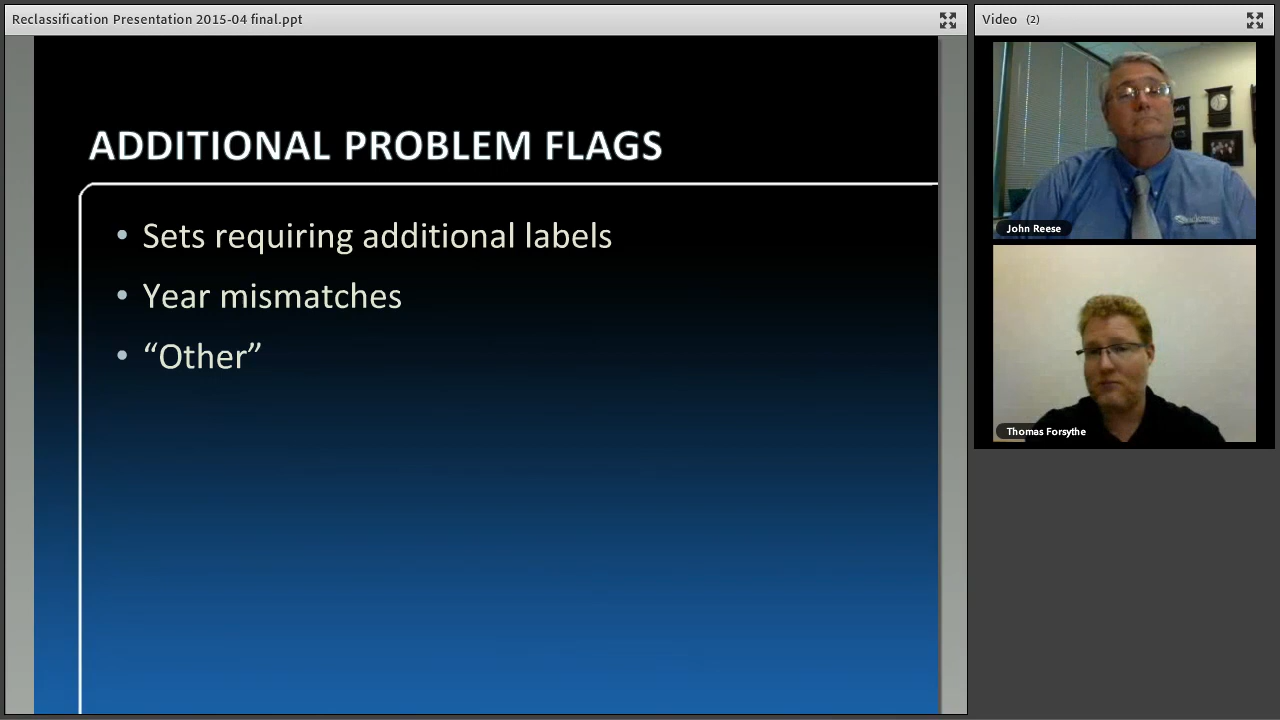 Reclassification Presentation 2015-04 final.ppt
Video (2)
ADDITIONAL PROBLEM FLAGS
• Sets requiring additional labels
• Year mismatches
• “Other”
John Reese
Thomas Forsythe